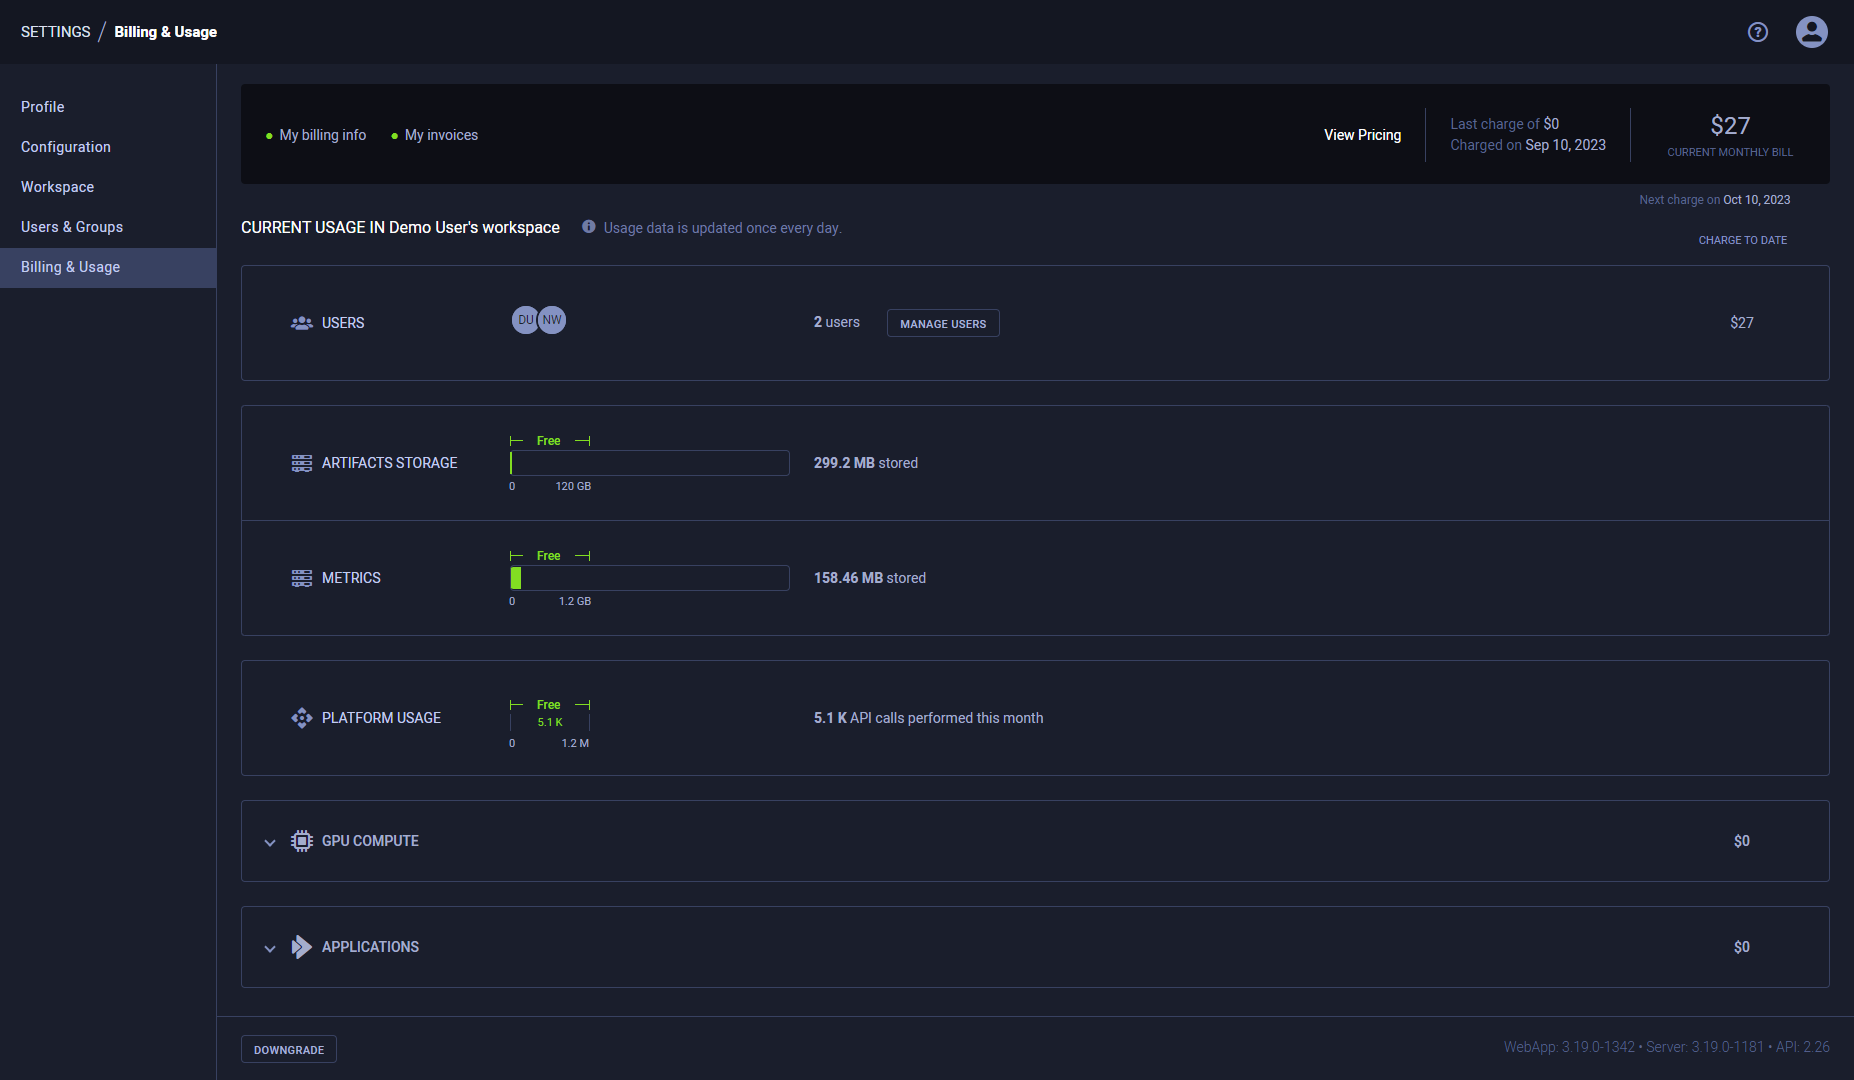 SETTINGS / Billing & Usage
Profile
Configuration
Workspace
Users & Groups
Billing & Usage
My billing info
My invoices
View Pricing
Last charge of $0
Charged on Sep 10, 2023
$27
CURRENT MONTHLY BILL
Next charge on Oct 10, 2023
CURRENT USAGE IN Demo User's workspace
Usage data is updated once every day.
CHARGE TO DATE
USERS
DU NW
2 users
MANAGE USERS
$27
ARTIFACTS STORAGE
Free
0 120 GB
299.2 MB stored
METRICS
Free
0 1.2 GB
158.46 MB stored
PLATFORM USAGE
Free
5.1 K
0 1.2 M
5.1 K API calls performed this month
GPU COMPUTE
$0
APPLICATIONS
$0
DOWNGRADE
WebApp: 3.19.0-1342 • Server: 3.19.0-1181 • API: 2.26